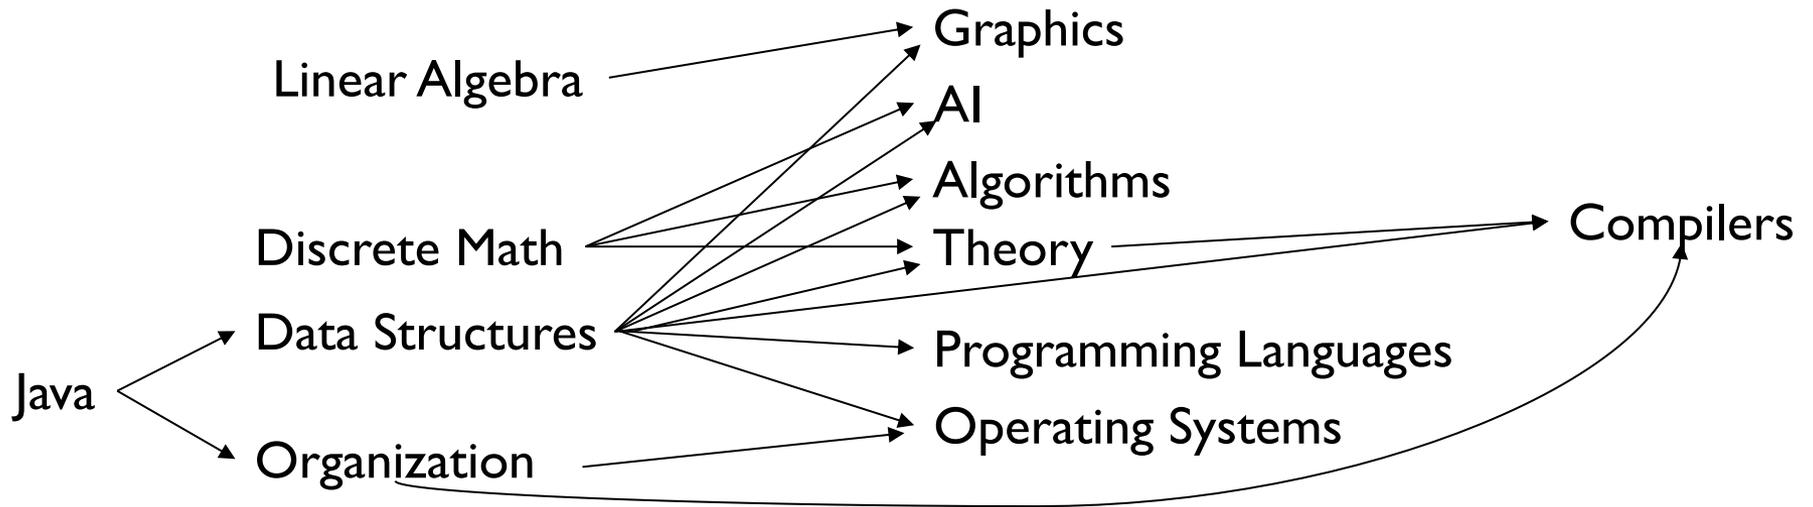 Graphics
Linear Algebra
AI
Algorithms
Compilers
Discrete Math
Theory
Data Structures
Programming Languages
Java
Operating Systems
Organization